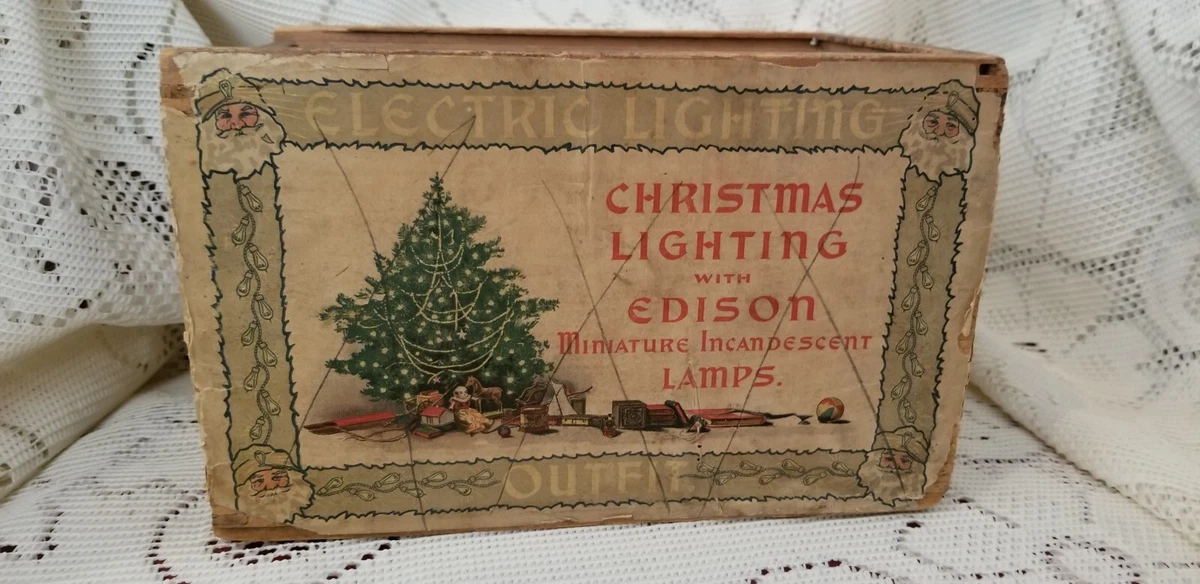 ELECTRIC LIGHTING
CHRISTMAS
LIGHTING
WITH
EDISON
MINIATURE INCANDESCENT
LAMPS.
OUTFIT